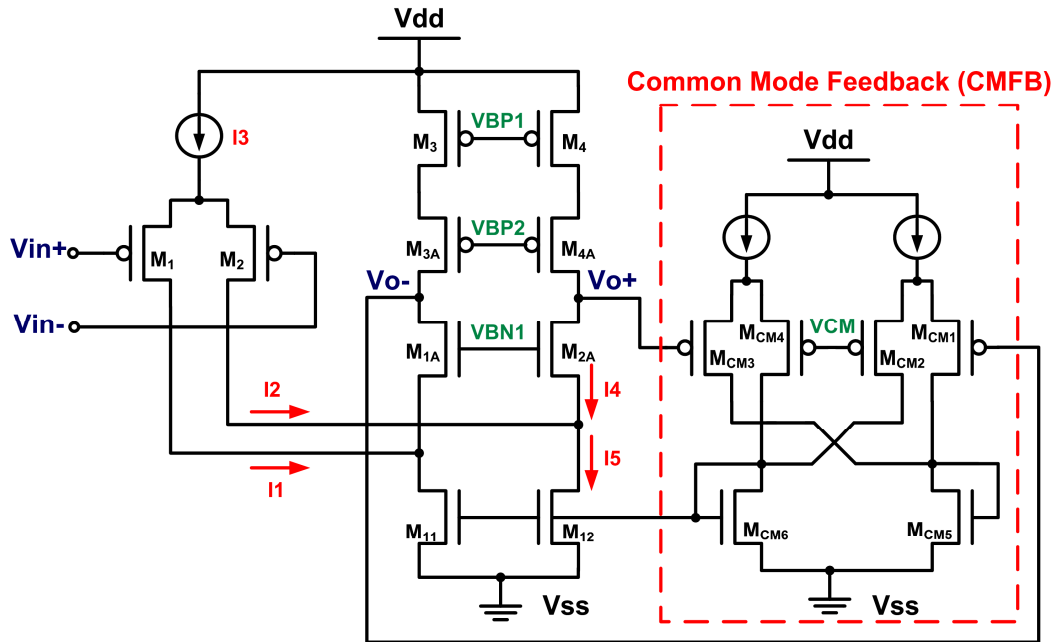 Vdd
Common Mode Feedback (CMFB)
I3
VBP1
M3
M4
Vdd
Vin+
M1
M2
VBP2
M3A
M4A
Vo-
Vo+
Vin-
VBN1
M1A
M2A
MCM4
VCM
MCM1
MCM3
MCM2
I2
I4
I1
I5
M11
M12
MCM6
MCM5
Vss
Vss